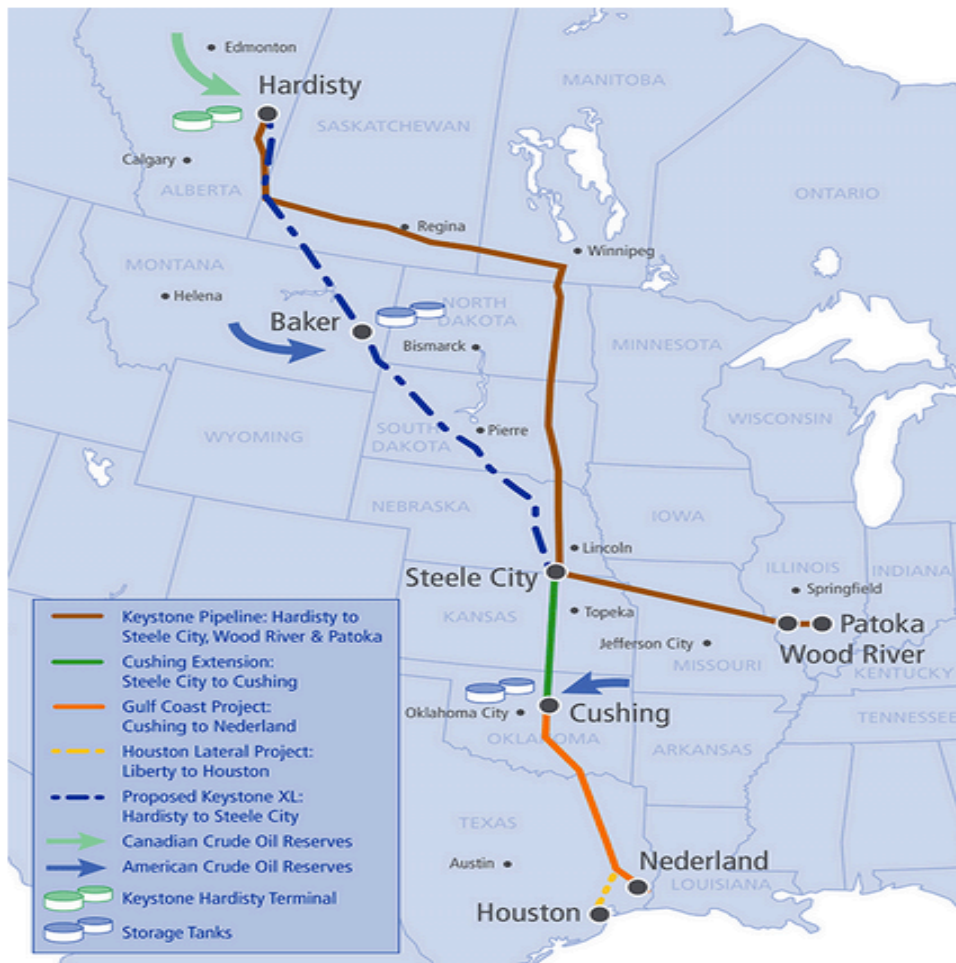 Edmonton
Hardisty
MANITOBA
SASKATCHEWAN
Calgary
ALBERTA
ONTARIO
Regina
Winnipeg
MONTANA
Helena
NORTH
DAKOTA
Baker
Bismarck
MINNESOTA
WISCONSIN
WYOMING
SOUTH
DAKOTA
Pierre
NEBRASKA
IOWA
Lincoln
Steele City
ILLINOIS
INDIANA
Springfield
KANSAS
Topeka
Patoka
Jefferson City
Wood River
MISSOURI
KENTUCKY
Oklahoma City
Cushing
TENNESSEE
OKLAHOMA
ARKANSAS
TEXAS
Austin
Nederland
LOUISIANA
Houston
Keystone Pipeline: Hardisty to
Steele City, Wood River & Patoka
Cushing Extension:
Steele City to Cushing
Gulf Coast Project:
Cushing to Nederland
Houston Lateral Project:
Liberty to Houston
Proposed Keystone XL:
Hardisty to Steele City
Canadian Crude Oil Reserves
American Crude Oil Reserves
Keystone Hardisty Terminal
Storage Tanks